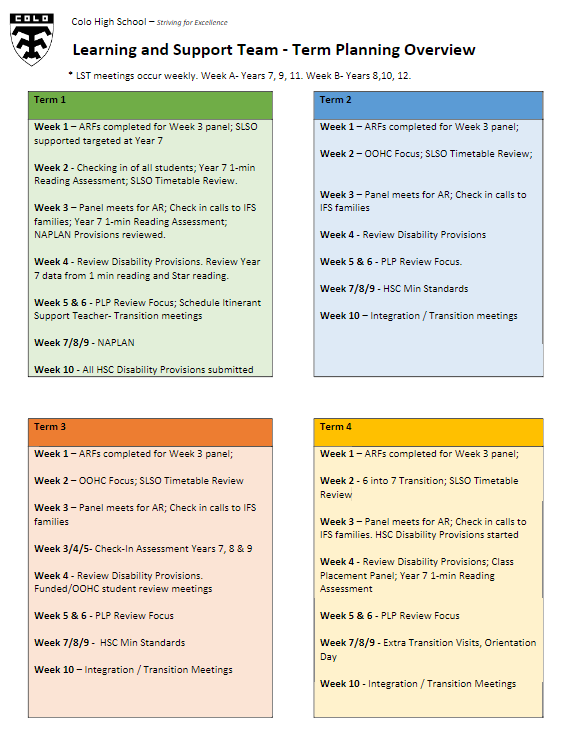 COLO
Colo High School – Striving for Excellence
Learning and Support Team - Term Planning Overview
* LST meetings occur weekly. Week A- Years 7, 9, 11. Week B- Years 8,10, 12.
Term 1
Week 1 – ARFs completed for Week 3 panel; SLSO
supported targeted at Year 7
Week 2 - Checking in of all students; Year 7 1-min
Reading Assessment; SLSO Timetable Review.
Week 3 – Panel meets for AR; Check in calls to IFS
families; Year 7 1-min Reading Assessment;
NAPLAN Provisions reviewed.
Week 4 - Review Disability Provisions. Review Year
7 data from 1 min reading and Star reading.
Week 5 & 6 - PLP Review Focus; Schedule Itinerant
Support Teacher- Transition meetings
Week 7/8/9 - NAPLAN
Week 10 - All HSC Disability Provisions submitted
Term 2
Week 1 – ARFs completed for Week 3 panel;
Week 2 – OOHC Focus; SLSO Timetable Review;
Week 3 – Panel meets for AR; Check in calls to
IFS families
Week 4 - Review Disability Provisions
Week 5 & 6 - PLP Review Focus.
Week 7/8/9 - HSC Min Standards
Week 10 – Integration / Transition meetings
Term 3
Week 1 – ARFs completed for Week 3 panel;
Week 2 – OOHC Focus; SLSO Timetable Review
Week 3 – Panel meets for AR; Check in calls to IFS
families
Week 3/4/5- Check-In Assessment Years 7, 8 & 9
Week 4 - Review Disability Provisions.
Funded/OOHC student review meetings
Week 5 & 6 - PLP Review Focus
Week 7/8/9 - HSC Min Standards
Week 10 – Integration / Transition Meetings
Term 4
Week 1 – ARFs completed for Week 3 panel;
Week 2 - 6 into 7 Transition; SLSO Timetable
Review
Week 3 – Panel meets for AR; Check in calls to
IFS families. HSC Disability Provisions started
Week 4 - Review Disability Provisions; Class
Placement Panel; Year 7 1-min Reading
Assessment
Week 5 & 6 - PLP Review Focus
Week 7/8/9 - Extra Transition Visits, Orientation
Day
Week 10 - Integration / Transition Meetings